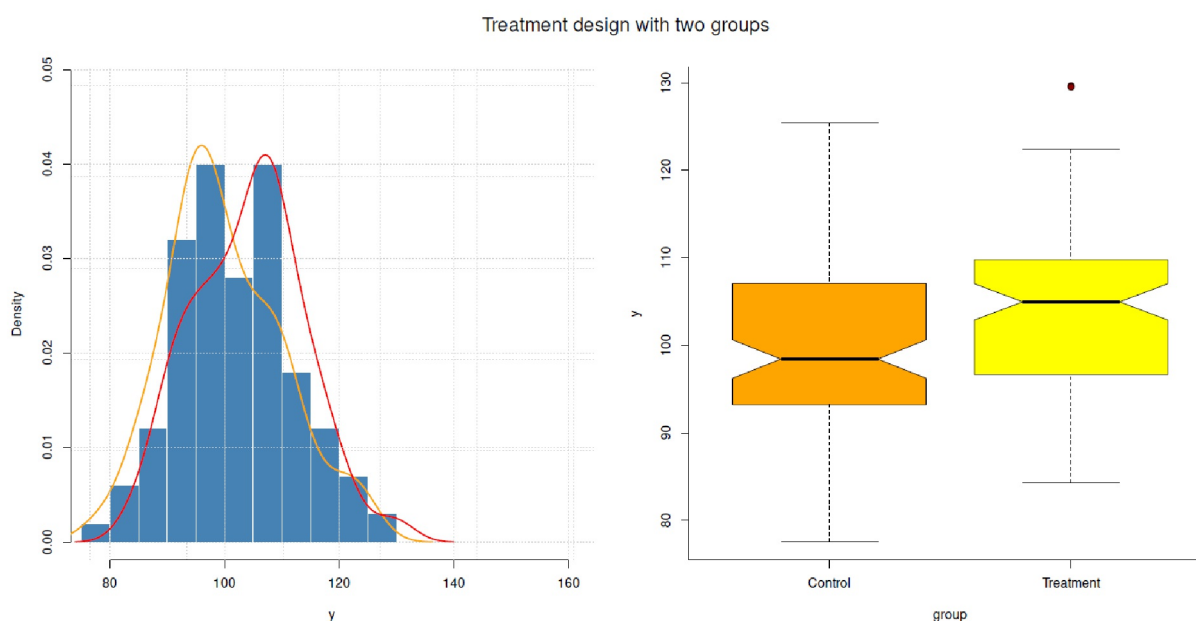 Treatment design with two groups
0.05
0.04
0.03
0.02
0.01
0.00
Density
80 100 120 140 160
y
130
120
110
100
90
80
y
Control Treatment
group